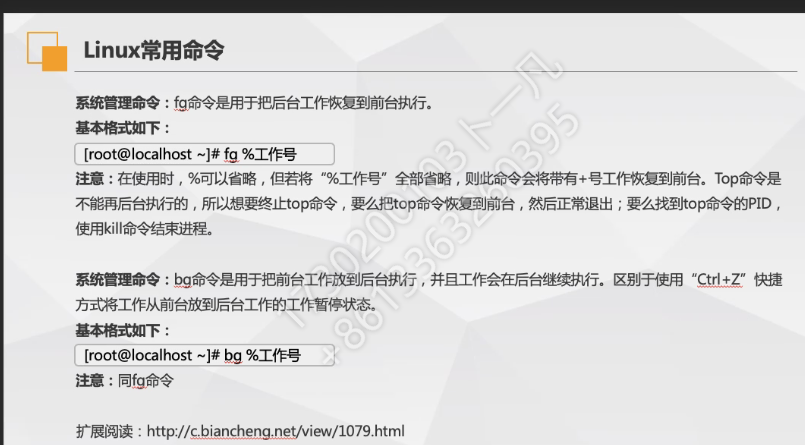 Linux常用命令
系统管理命令：fg命令是用于把后台工作恢复到前台执行。
基本格式如下：
[root@localhost ~]# fg %工作号
注意：在使用时，%可以省略，但若将“%工作号”全部省略，则此命令会将带有+号工作恢复到前台。Top命令是
不能再后台执行的，所以想要终止top命令，要么把top命令恢复到前台，然后正常退出；要么找到top命令的PID，
使用kill命令结束进程。
系统管理命令：bg命令是用于把前台工作放到后台执行，并且工作会在后台继续执行。区别于使用“Ctrl+Z”快捷
方式将工作从前台放到后台工作的工作暂停状态。
基本格式如下：
[root@localhost ~]# bg %工作号
注意：同fg命令
扩展阅读：http://c.biancheng.net/view/1079.html